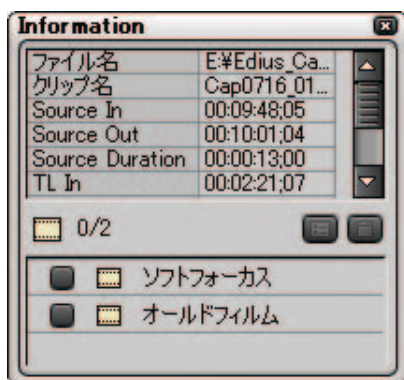 Information
ファイル名 E:¥Edius_Ca...
クリップ名 Cap0716_01...
Source In 00:09:48;05
Source Out 00:10:01;04
Source Duration 00:00:13;00
TL In 00:02:21;07
0/2
ソフトフォーカス
オールドフィルム